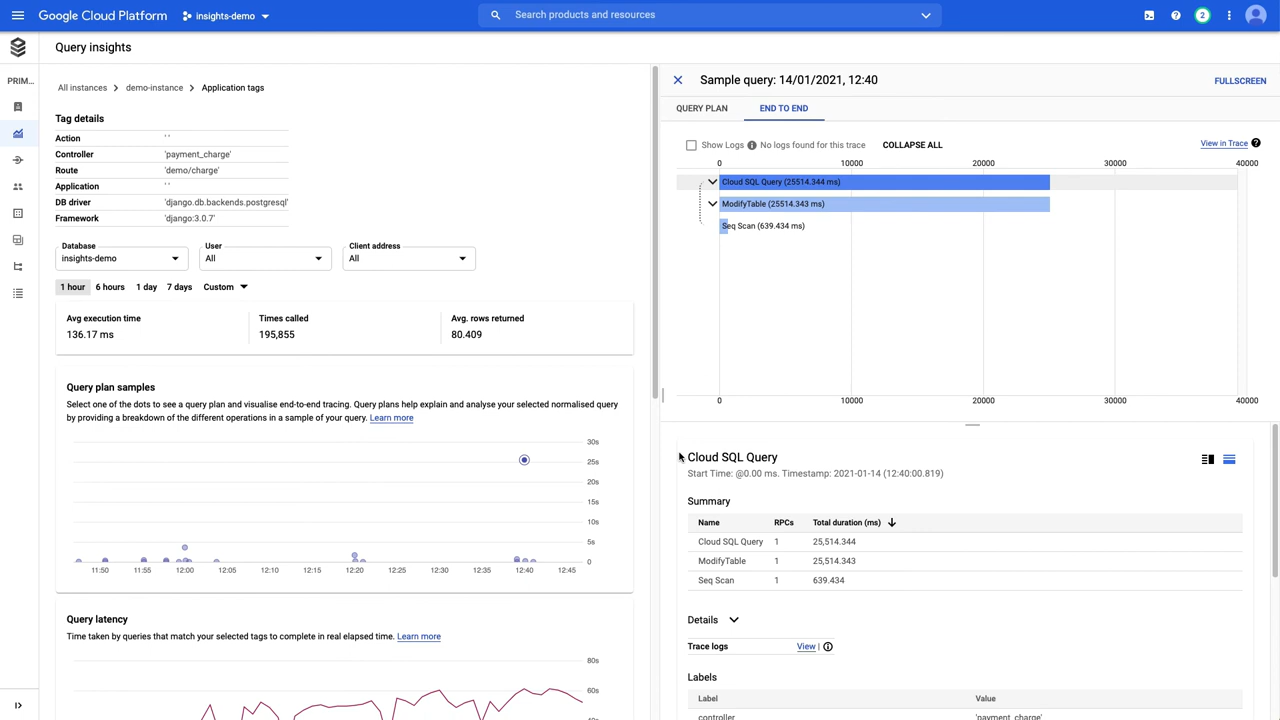 Google Cloud Platform
insights-demo
Search products and resources
2
Query insights
PRIM...
All instances
demo-instance
Application tags
Tag details
Action ' '
Controller 'payment_charge'
Route 'demo/charge'
Application ' '
DB driver 'django.db.backends.postgresql'
Framework 'django:3.0.7'
Database
insights-demo
User
All
Client address
All
1 hour 6 hours 1 day 7 days Custom
Avg execution time
136.17 ms
Times called
195,855
Avg. rows returned
80.409
Query plan samples
Select one of the dots to see a query plan and visualise end-to-end tracing. Query plans help explain and analyse your selected normalised query
by providing a breakdown of the different operations in a sample of your query. Learn more
30s
25s
20s
15s
10s
5s
0
11:50 11:55 12:00 12:05 12:10 12:15 12:20 12:25 12:30 12:35 12:40 12:45
Query latency
Time taken by queries that match your selected tags to complete in real elapsed time. Learn more
80s
60s
Sample query: 14/01/2021, 12:40
FULLSCREEN
QUERY PLAN END TO END
Show Logs No logs found for this trace COLLAPSE ALL
View in Trace
0 10000 20000 30000 40000
Cloud SQL Query (25514.344 ms)
ModifyTable (25514.343 ms)
Seq Scan (639.434 ms)
0 10000 20000 30000 40000
Cloud SQL Query
Start Time: @0.00 ms. Timestamp: 2021-01-14 (12:40:00.819)
Summary
Name RPCs Total duration (ms)
Cloud SQL Query 1 25,514.344
ModifyTable 1 25,514.343
Seq Scan 1 639.434
Details
Trace logs View |
Labels
Label Value
controller 'payment_charge'